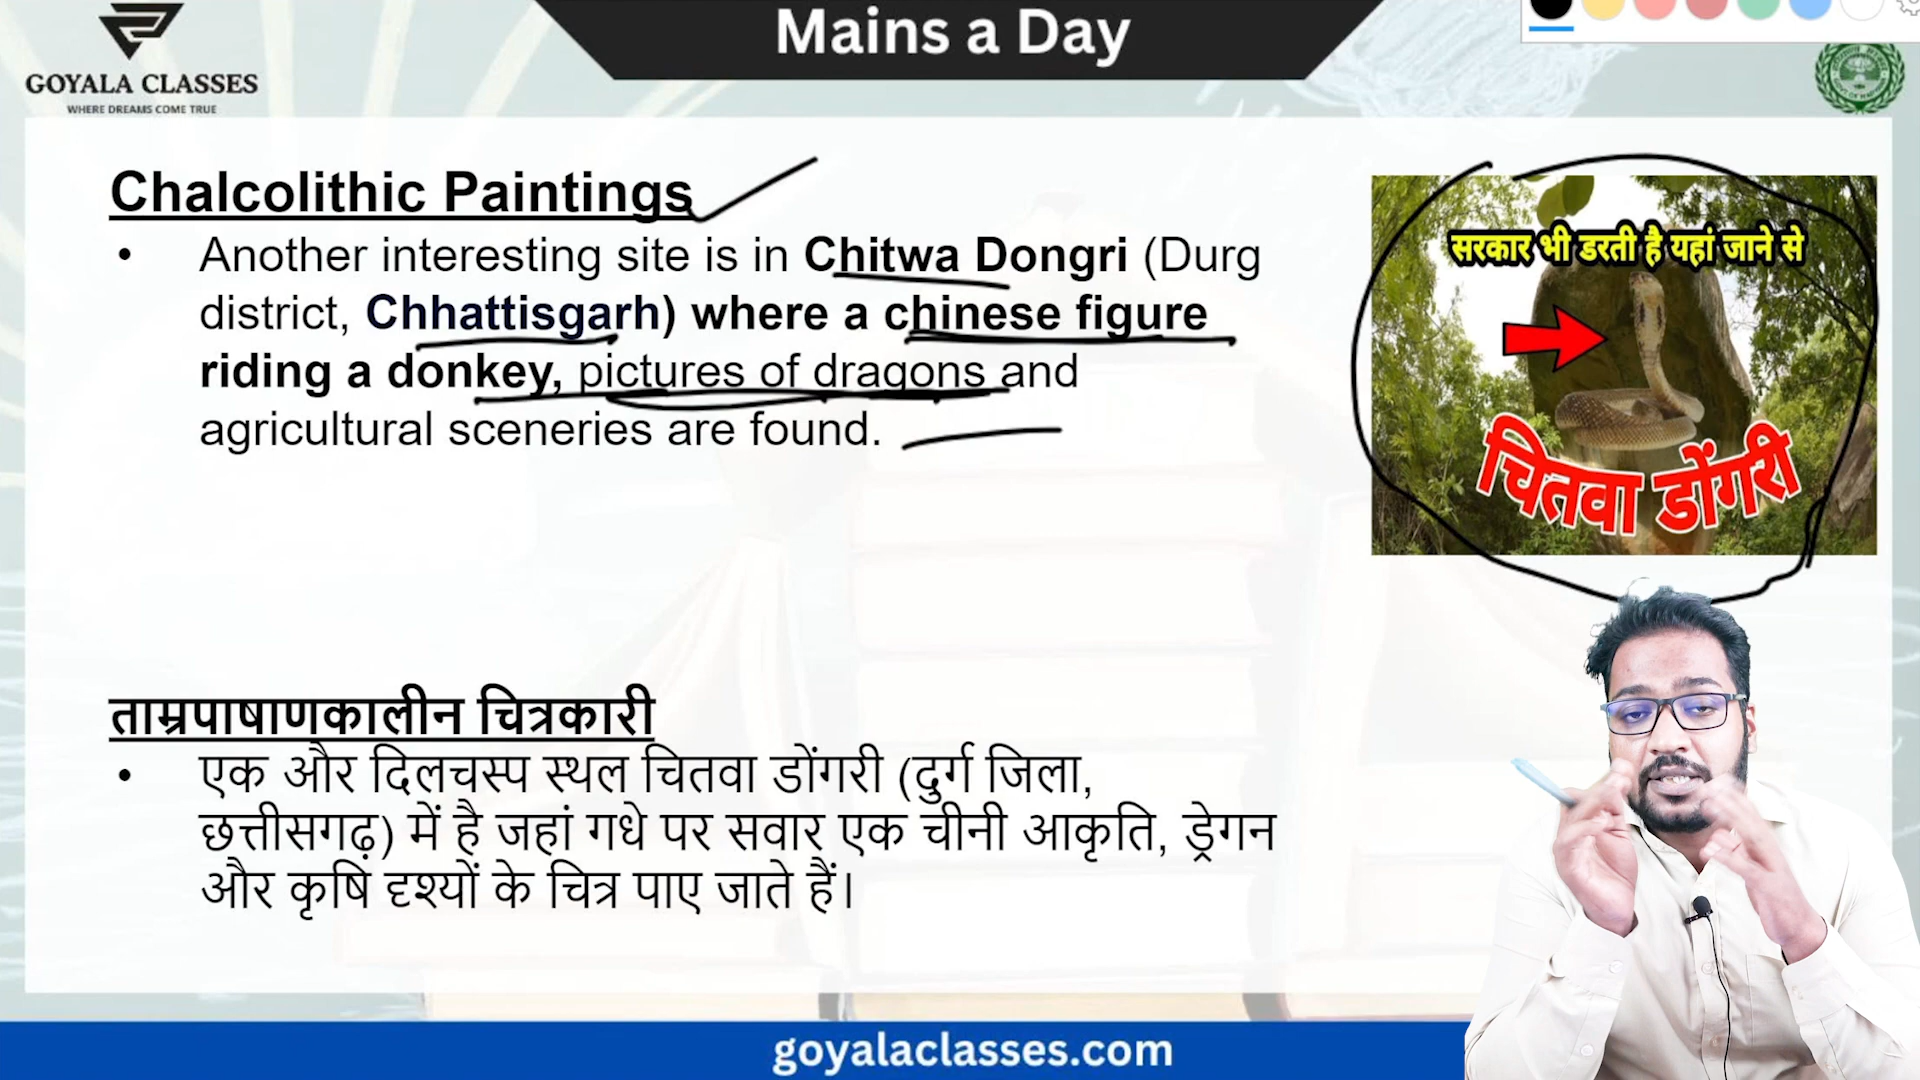 Mains a Day
GOYALA CLASSES
WHERE DREAMS COME TRUE
Chalcolithic Paintings
• Another interesting site is in Chitwa Dongri (Durg
district, Chhattisgarh) where a chinese figure
riding a donkey, pictures of dragons and
agricultural sceneries are found.
सरकार भी डरती है यहां जाने से
चितवा डोंगरी
ताम्रपाषाणकालीन चित्रकारी
• एक और दिलचस्प स्थल चितवा डोंगरी (दुर्ग जिला,
छत्तीसगढ़) में है जहां गधे पर सवार एक चीनी आकृति, ड्रेगन
और कृषि दृश्यों के चित्र पाए जाते हैं।
goyalaclasses.com